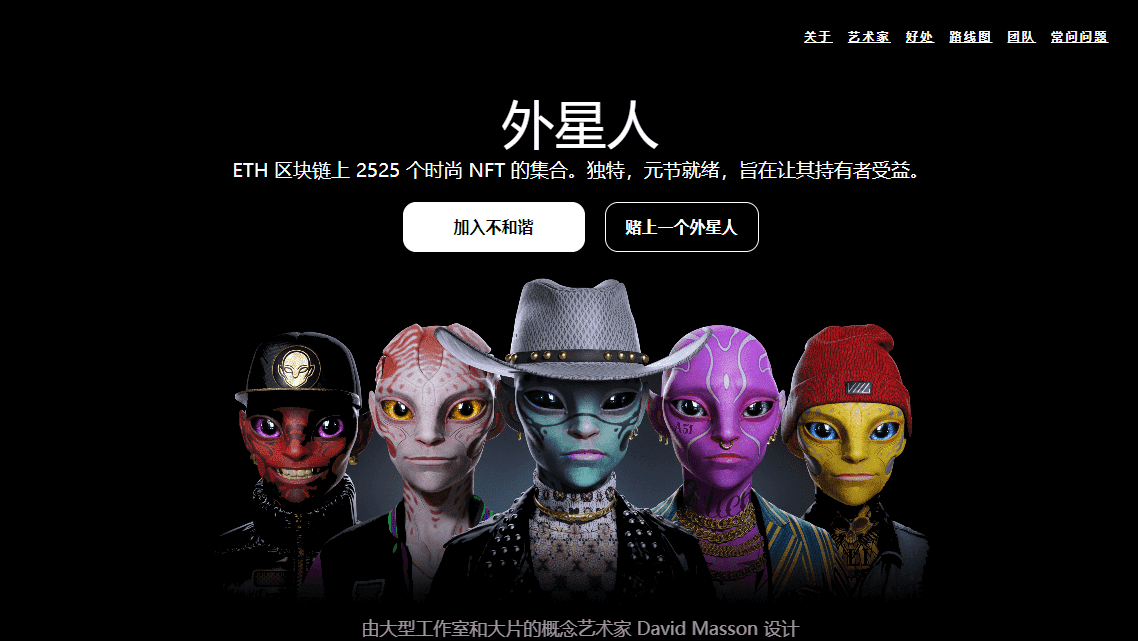 关于 艺术家 好处 路线图 团队 常问问题
外星人
ETH 区块链上 2525 个时尚 NFT 的集合。独特，元节就绪，旨在让其持有者受益。
加入不和谐 赌上一个外星人
A51
由大型工作室和大片的概念艺术家 David Masson 设计